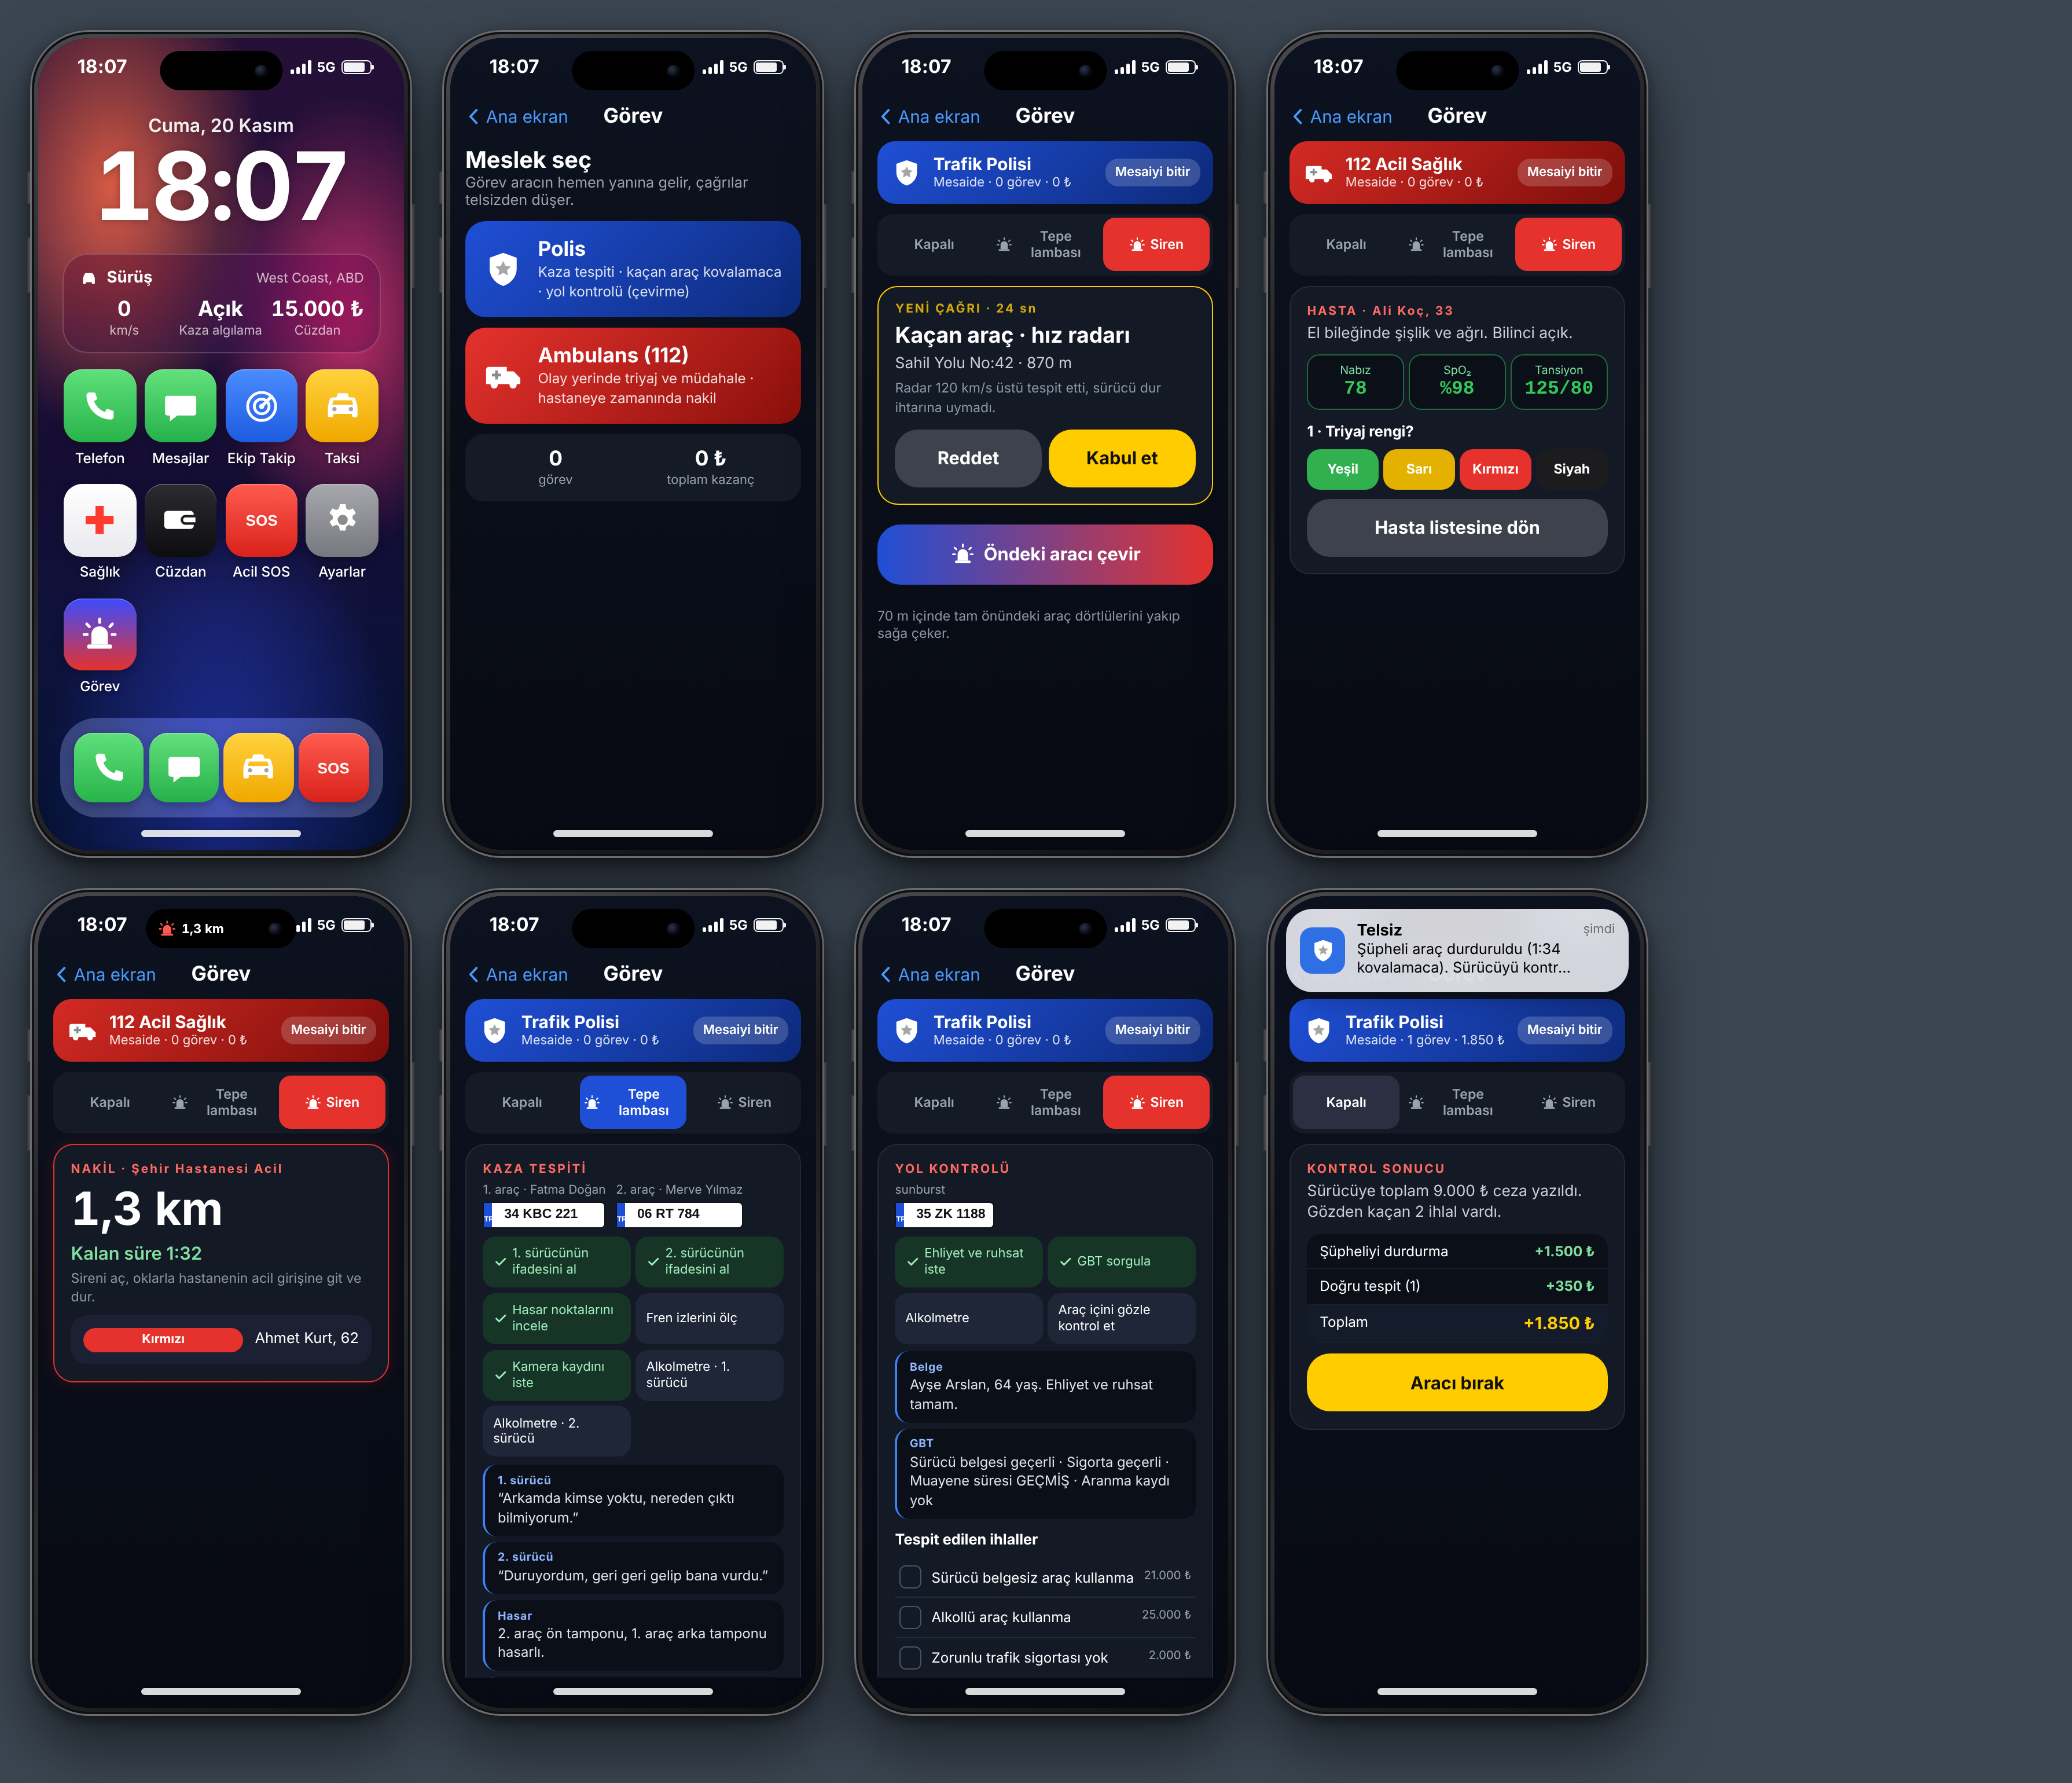 18:07
5G
Cuma, 20 Kasım
18:07
Sürüş
West Coast, ABD
0
Açık
15.000 ₺
km/s
Kaza algılama
Cüzdan
Telefon
Mesajlar
Ekip Takip
Taksi
SOS
Sağlık
Cüzdan
Acil SOS
Ayarlar
Görev
SOS
18:07
5G
Ana ekran
Görev
Meslek seç
Görev aracın hemen yanına gelir, çağrılar
telsizden düşer.
Polis
Kaza tespiti · kaçan araç kovalamaca
· yol kontrolü (çevirme)
Ambulans (112)
Olay yerinde triyaj ve müdahale ·
hastaneye zamanında nakil
0
0 ₺
görev
toplam kazanç
18:07
5G
Ana ekran
Görev
Trafik Polisi
Mesaide · 0 görev · 0 ₺
Mesaiyi bitir
Kapalı
Tepe
lambası
Siren
YENİ ÇAĞRI · 24 sn
Kaçan araç · hız radarı
Sahil Yolu No:42 · 870 m
Radar 120 km/s üstü tespit etti, sürücü dur
ihtarına uymadı.
Reddet
Kabul et
Öndeki aracı çevir
70 m içinde tam önündeki araç dörtlülerini yakıp
sağa çeker.
18:07
5G
Ana ekran
Görev
112 Acil Sağlık
Mesaide · 0 görev · 0 ₺
Mesaiyi bitir
Kapalı
Tepe
lambası
Siren
HASTA · Ali Koç, 33
El bileğinde şişlik ve ağrı. Bilinci açık.
Nabız
SpO₂
Tansiyon
78
%98
125/80
1 · Triyaj rengi?
Yeşil
Sarı
Kırmızı
Siyah
Hasta listesine dön
18:07
1,3 km
5G
Ana ekran
Görev
112 Acil Sağlık
Mesaide · 0 görev · 0 ₺
Mesaiyi bitir
Kapalı
Tepe
lambası
Siren
NAKİL · Şehir Hastanesi Acil
1,3 km
Kalan süre 1:32
Sireni aç, oklarla hastanenin acil girişine git ve
dur.
Kırmızı
Ahmet Kurt, 62
18:07
5G
Ana ekran
Görev
Trafik Polisi
Mesaide · 0 görev · 0 ₺
Mesaiyi bitir
Kapalı
Tepe
lambası
Siren
KAZA TESPİTİ
1. araç · Fatma Doğan
2. araç · Merve Yılmaz
TR
34 KBC 221
TR
06 RT 784
1. sürücünün
ifadesini al
2. sürücünün
ifadesini al
Hasar noktalarını
incele
Fren izlerini ölç
Kamera kaydını
iste
Alkolmetre · 1.
sürücü
Alkolmetre · 2.
sürücü
1. sürücü
“Arkamda kimse yoktu, nereden çıktı
bilmiyorum.”
2. sürücü
“Duruyordum, geri geri gelip bana vurdu.”
Hasar
2. araç ön tamponu, 1. araç arka tamponu
hasarlı.
18:07
5G
Ana ekran
Görev
Trafik Polisi
Mesaide · 0 görev · 0 ₺
Mesaiyi bitir
Kapalı
Tepe
lambası
Siren
YOL KONTROLÜ
sunburst
TR
35 ZK 1188
Ehliyet ve ruhsat
iste
GBT sorgula
Alkolmetre
Araç içini gözle
kontrol et
Belge
Ayşe Arslan, 64 yaş. Ehliyet ve ruhsat
tamam.
GBT
Sürücü belgesi geçerli · Sigorta geçerli ·
Muayene süresi GEÇMİŞ · Aranma kaydı
yok
Tespit edilen ihlaller
Sürücü belgesiz araç kullanma
21.000 ₺
Alkollü araç kullanma
25.000 ₺
Zorunlu trafik sigortası yok
2.000 ₺
Telsiz
şimdi
Şüpheli araç durduruldu (1:34
kovalamaca). Sürücüyü kontr...
Trafik Polisi
Mesaide · 1 görev · 1.850 ₺
Mesaiyi bitir
Kapalı
Tepe
lambası
Siren
KONTROL SONUCU
Sürücüye toplam 9.000 ₺ ceza yazıldı.
Gözden kaçan 2 ihlal vardı.
Şüpheliyi durdurma
+1.500 ₺
Doğru tespit (1)
+350 ₺
Toplam
+1.850 ₺
Aracı bırak